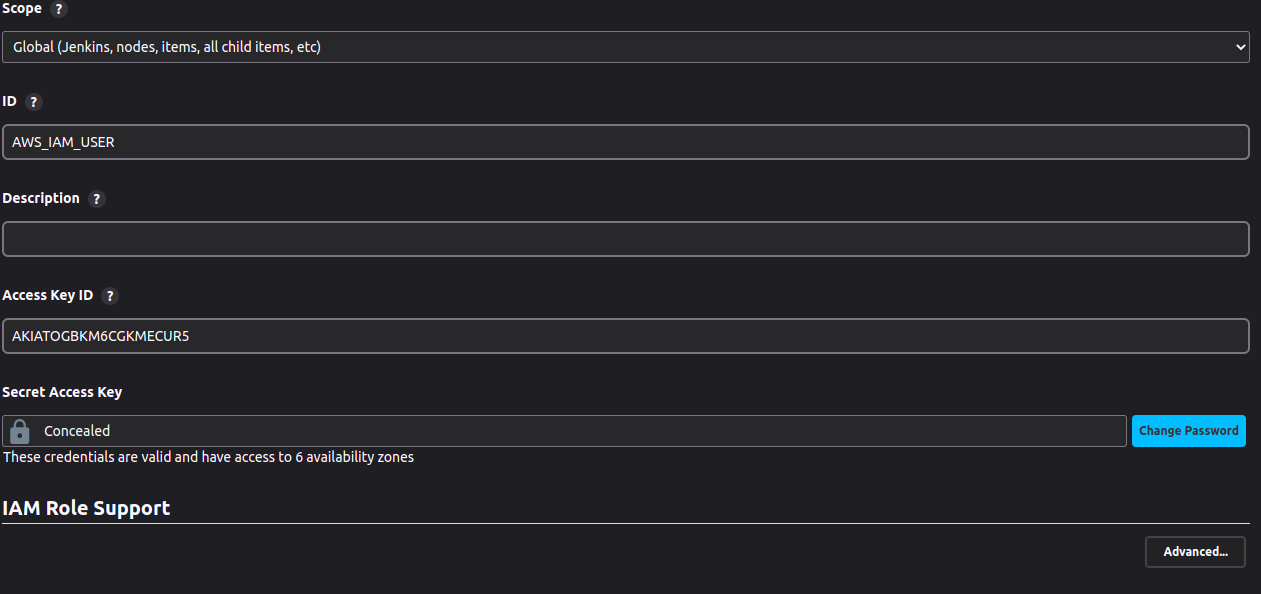 Scope ?
Global (Jenkins, nodes, items, all child items, etc)
ID ?
AWS_IAM_USER
Description ?
Access Key ID ?
AKIATOGBKM6CGKMECUR5
Secret Access Key
Concealed
Change Password
These credentials are valid and have access to 6 availability zones
IAM Role Support
Advanced...